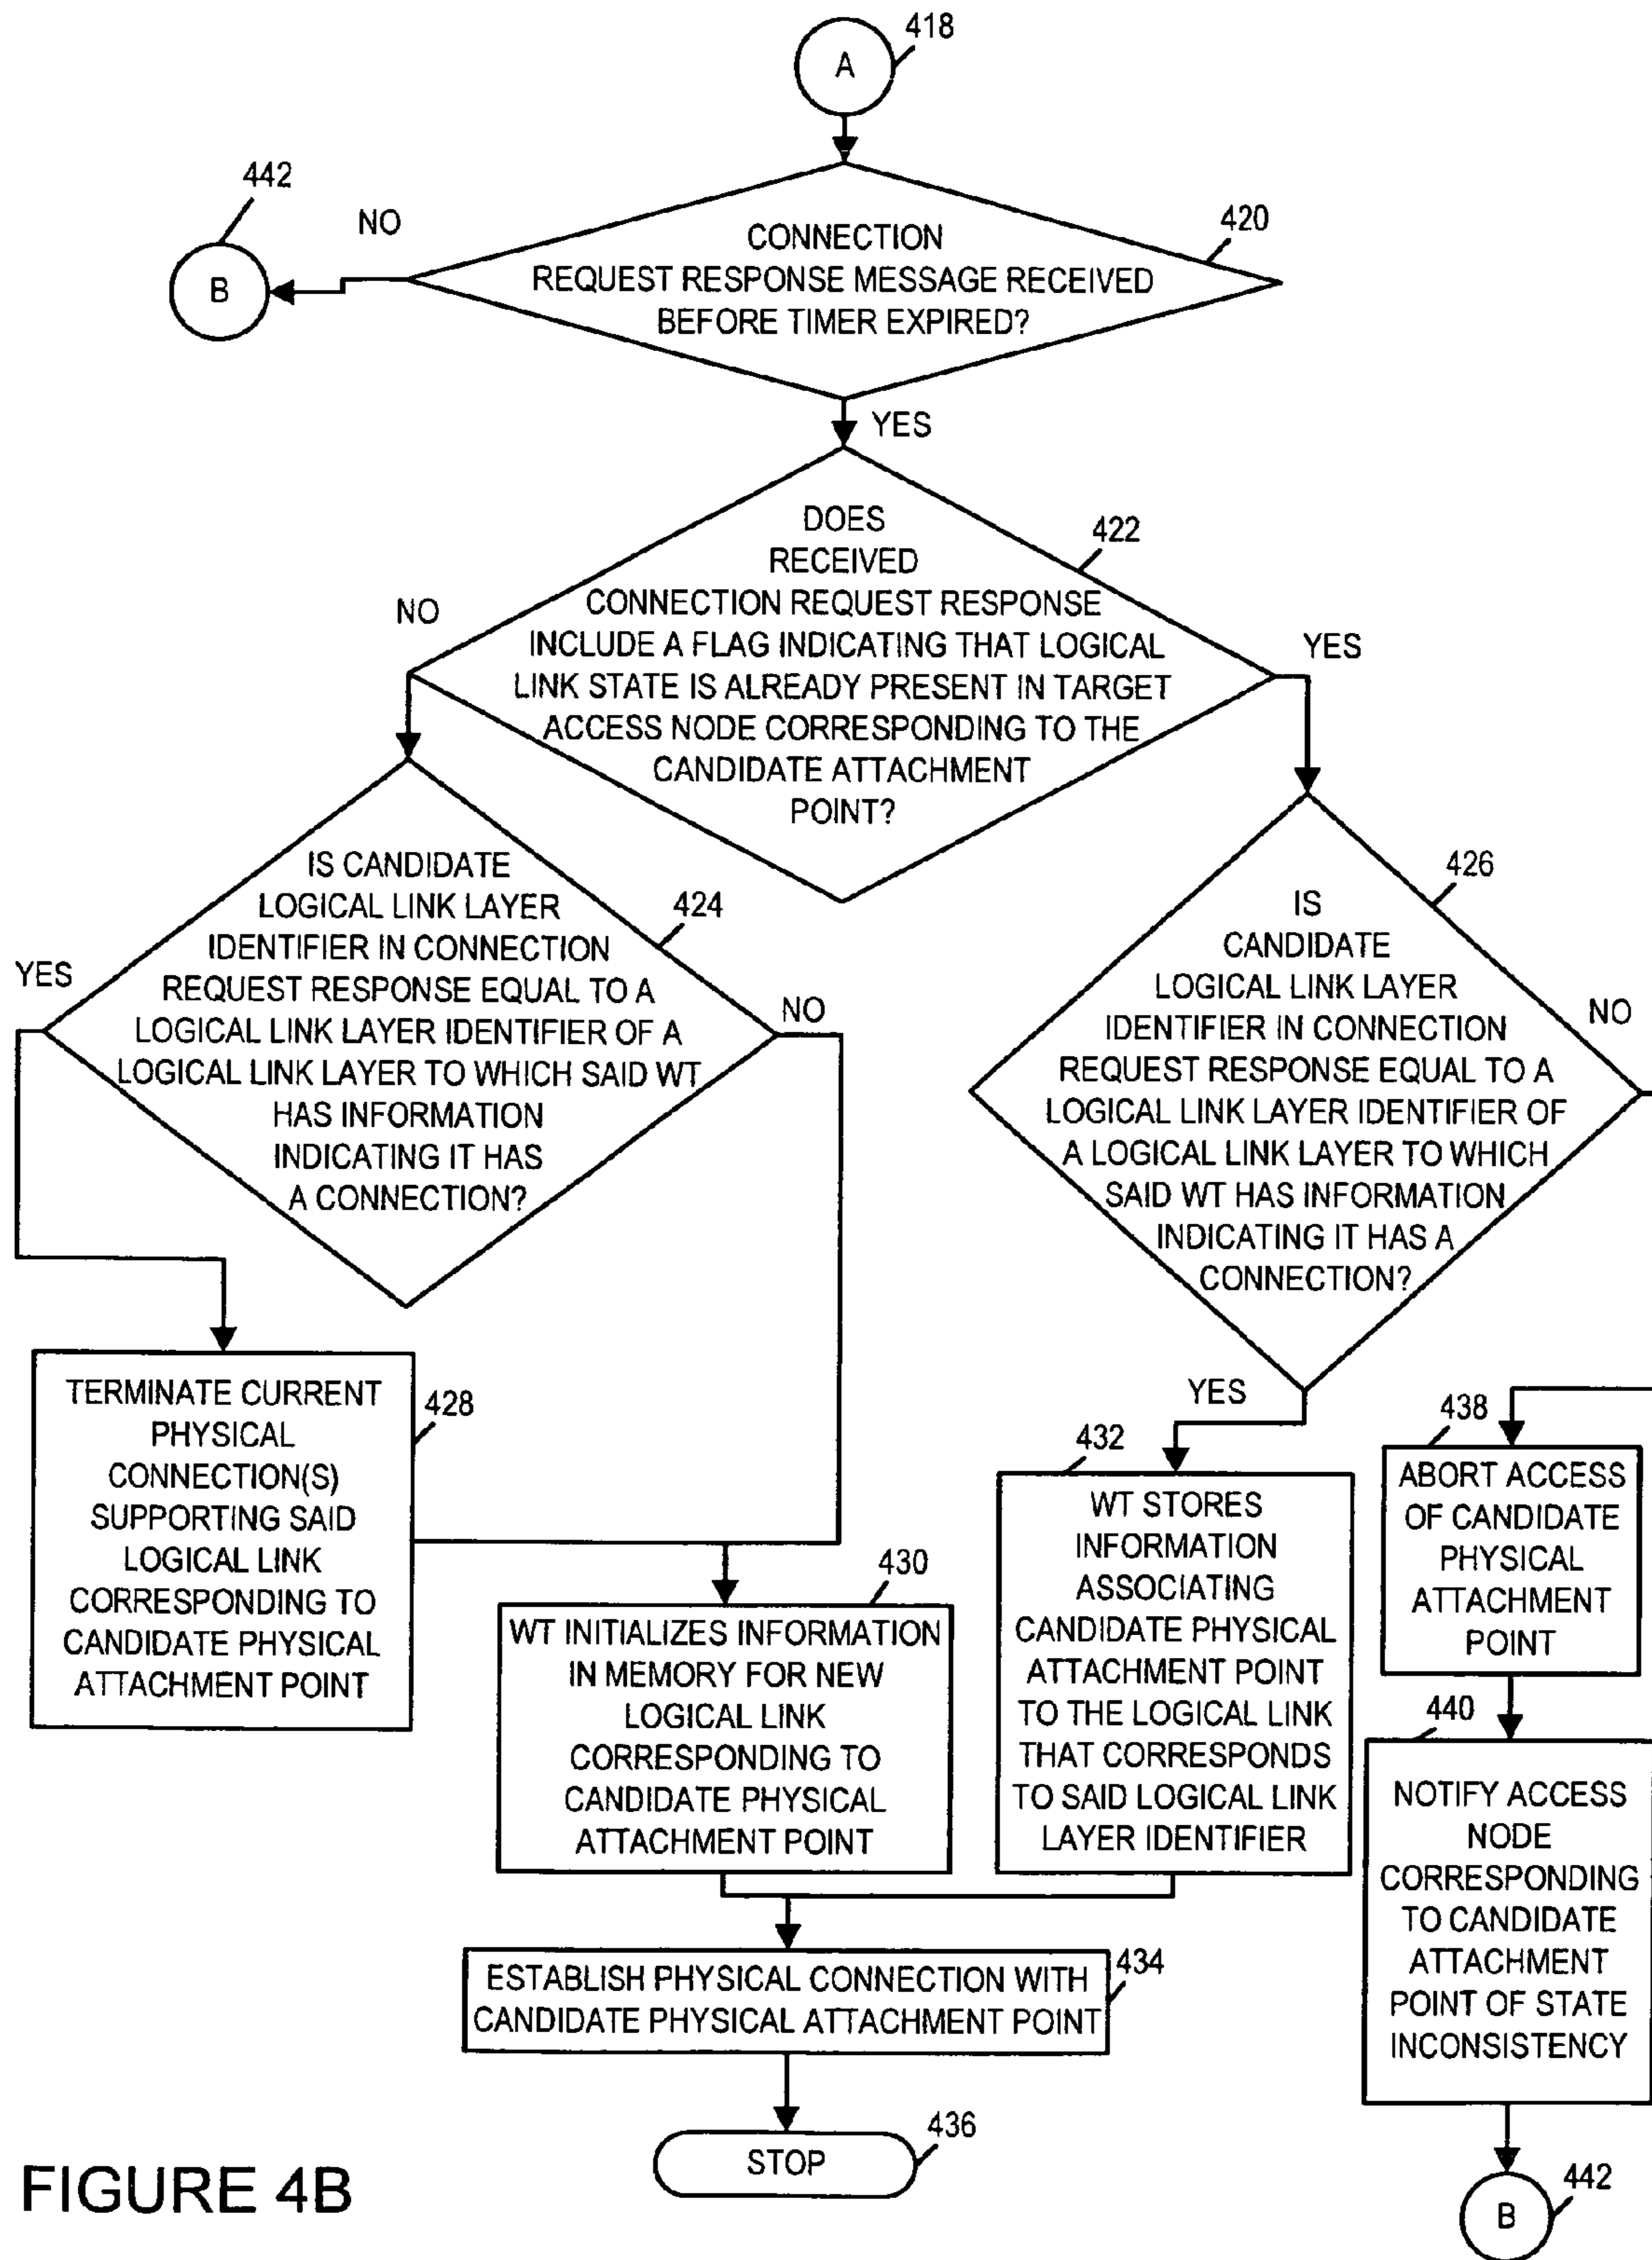 418
A
442
NO
B
420
CONNECTION
REQUEST RESPONSE MESSAGE RECEIVED
BEFORE TIMER EXPIRED?
YES
422
DOES
RECEIVED
CONNECTION REQUEST RESPONSE
INCLUDE A FLAG INDICATING THAT LOGICAL
LINK STATE IS ALREADY PRESENT IN TARGET
ACCESS NODE CORRESPONDING TO THE
CANDIDATE ATTACHMENT
POINT?
NO
YES
424
IS CANDIDATE
LOGICAL LINK LAYER
IDENTIFIER IN CONNECTION
REQUEST RESPONSE EQUAL TO A
LOGICAL LINK LAYER IDENTIFIER OF A
LOGICAL LINK LAYER TO WHICH SAID WT
HAS INFORMATION
INDICATING IT HAS
A CONNECTION?
YES
NO
426
IS
CANDIDATE
LOGICAL LINK LAYER
IDENTIFIER IN CONNECTION
REQUEST RESPONSE EQUAL TO A
LOGICAL LINK LAYER IDENTIFIER OF
A LOGICAL LINK LAYER TO WHICH
SAID WT HAS INFORMATION
INDICATING IT HAS A
CONNECTION?
NO
YES
428
TERMINATE CURRENT
PHYSICAL
CONNECTION(S)
SUPPORTING SAID
LOGICAL LINK
CORRESPONDING TO
CANDIDATE PHYSICAL
ATTACHMENT POINT
430
WT INITIALIZES INFORMATION
IN MEMORY FOR NEW
LOGICAL LINK
CORRESPONDING TO
CANDIDATE PHYSICAL
ATTACHMENT POINT
432
WT STORES
INFORMATION
ASSOCIATING
CANDIDATE PHYSICAL
ATTACHMENT POINT
TO THE LOGICAL LINK
THAT CORRESPONDS
TO SAID LOGICAL LINK
LAYER IDENTIFIER
438
ABORT ACCESS
OF CANDIDATE
PHYSICAL
ATTACHMENT
POINT
440
NOTIFY ACCESS
NODE
CORRESPONDING
TO CANDIDATE
ATTACHMENT
POINT OF STATE
INCONSISTENCY
434
ESTABLISH PHYSICAL CONNECTION WITH
CANDIDATE PHYSICAL ATTACHMENT POINT
436
STOP
442
B
FIGURE 4B